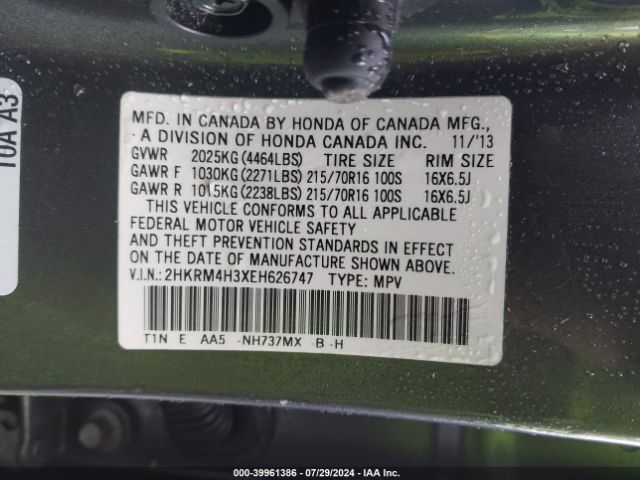 10A A3
MFD. IN CANADA BY HONDA OF CANADA MFG.,
A DIVISION OF HONDA CANADA INC. 11/'13
GVWR 2025KG (4464LBS) TIRE SIZE RIM SIZE
GAWR F 1030KG (2271LBS) 215/70R16 100S 16X6.5J
GAWR R 1015KG (2238LBS) 215/70R16 100S 16X6.5J
THIS VEHICLE CONFORMS TO ALL APPLICABLE
FEDERAL MOTOR VEHICLE SAFETY
AND THEFT PREVENTION STANDARDS IN EFFECT
ON THE DATE OF MANUFACTURE SHOWN ABOVE.
V.I.N.: 2HKRM4H3XEH626747 TYPE: MPV
T1N E AA5 -NH737MX -B -H
000-39961386 / 07/29/2024 - IAAI.com